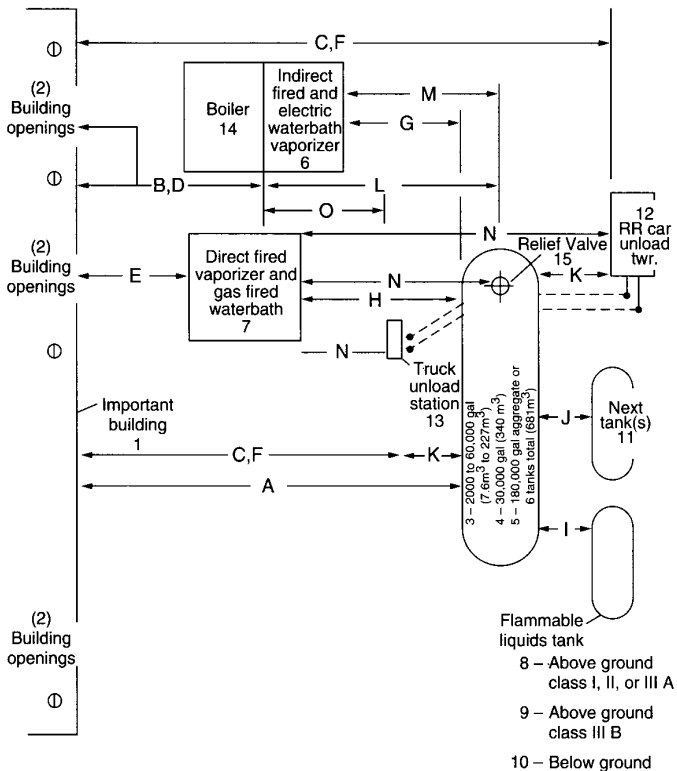 C,F
(2)
Building
openings
Boiler
14
Indirect
fired and
electric
waterbath
vaporizer
6
M
G
B,D
L
O
N
12
RR car
unload
twr.
(2)
Building
openings
E
Direct fired
vaporizer and
gas fired
waterbath
7
N
H
Relief Valve
15
K
N
Truck
unload
station
13
Important
building
1
3 – 2000 to 60,000 gal
(7.6m³ to 227m³)
4 – 30,000 gal (340 m³)
5 – 180,000 gal aggregate or
6 tanks total (681m³)
J
Next
tank(s)
11
C,F
K
A
I
(2)
Building
openings
Flammable
liquids tank
8 – Above ground
class I, II, or III A
9 – Above ground
class III B
10 – Below ground